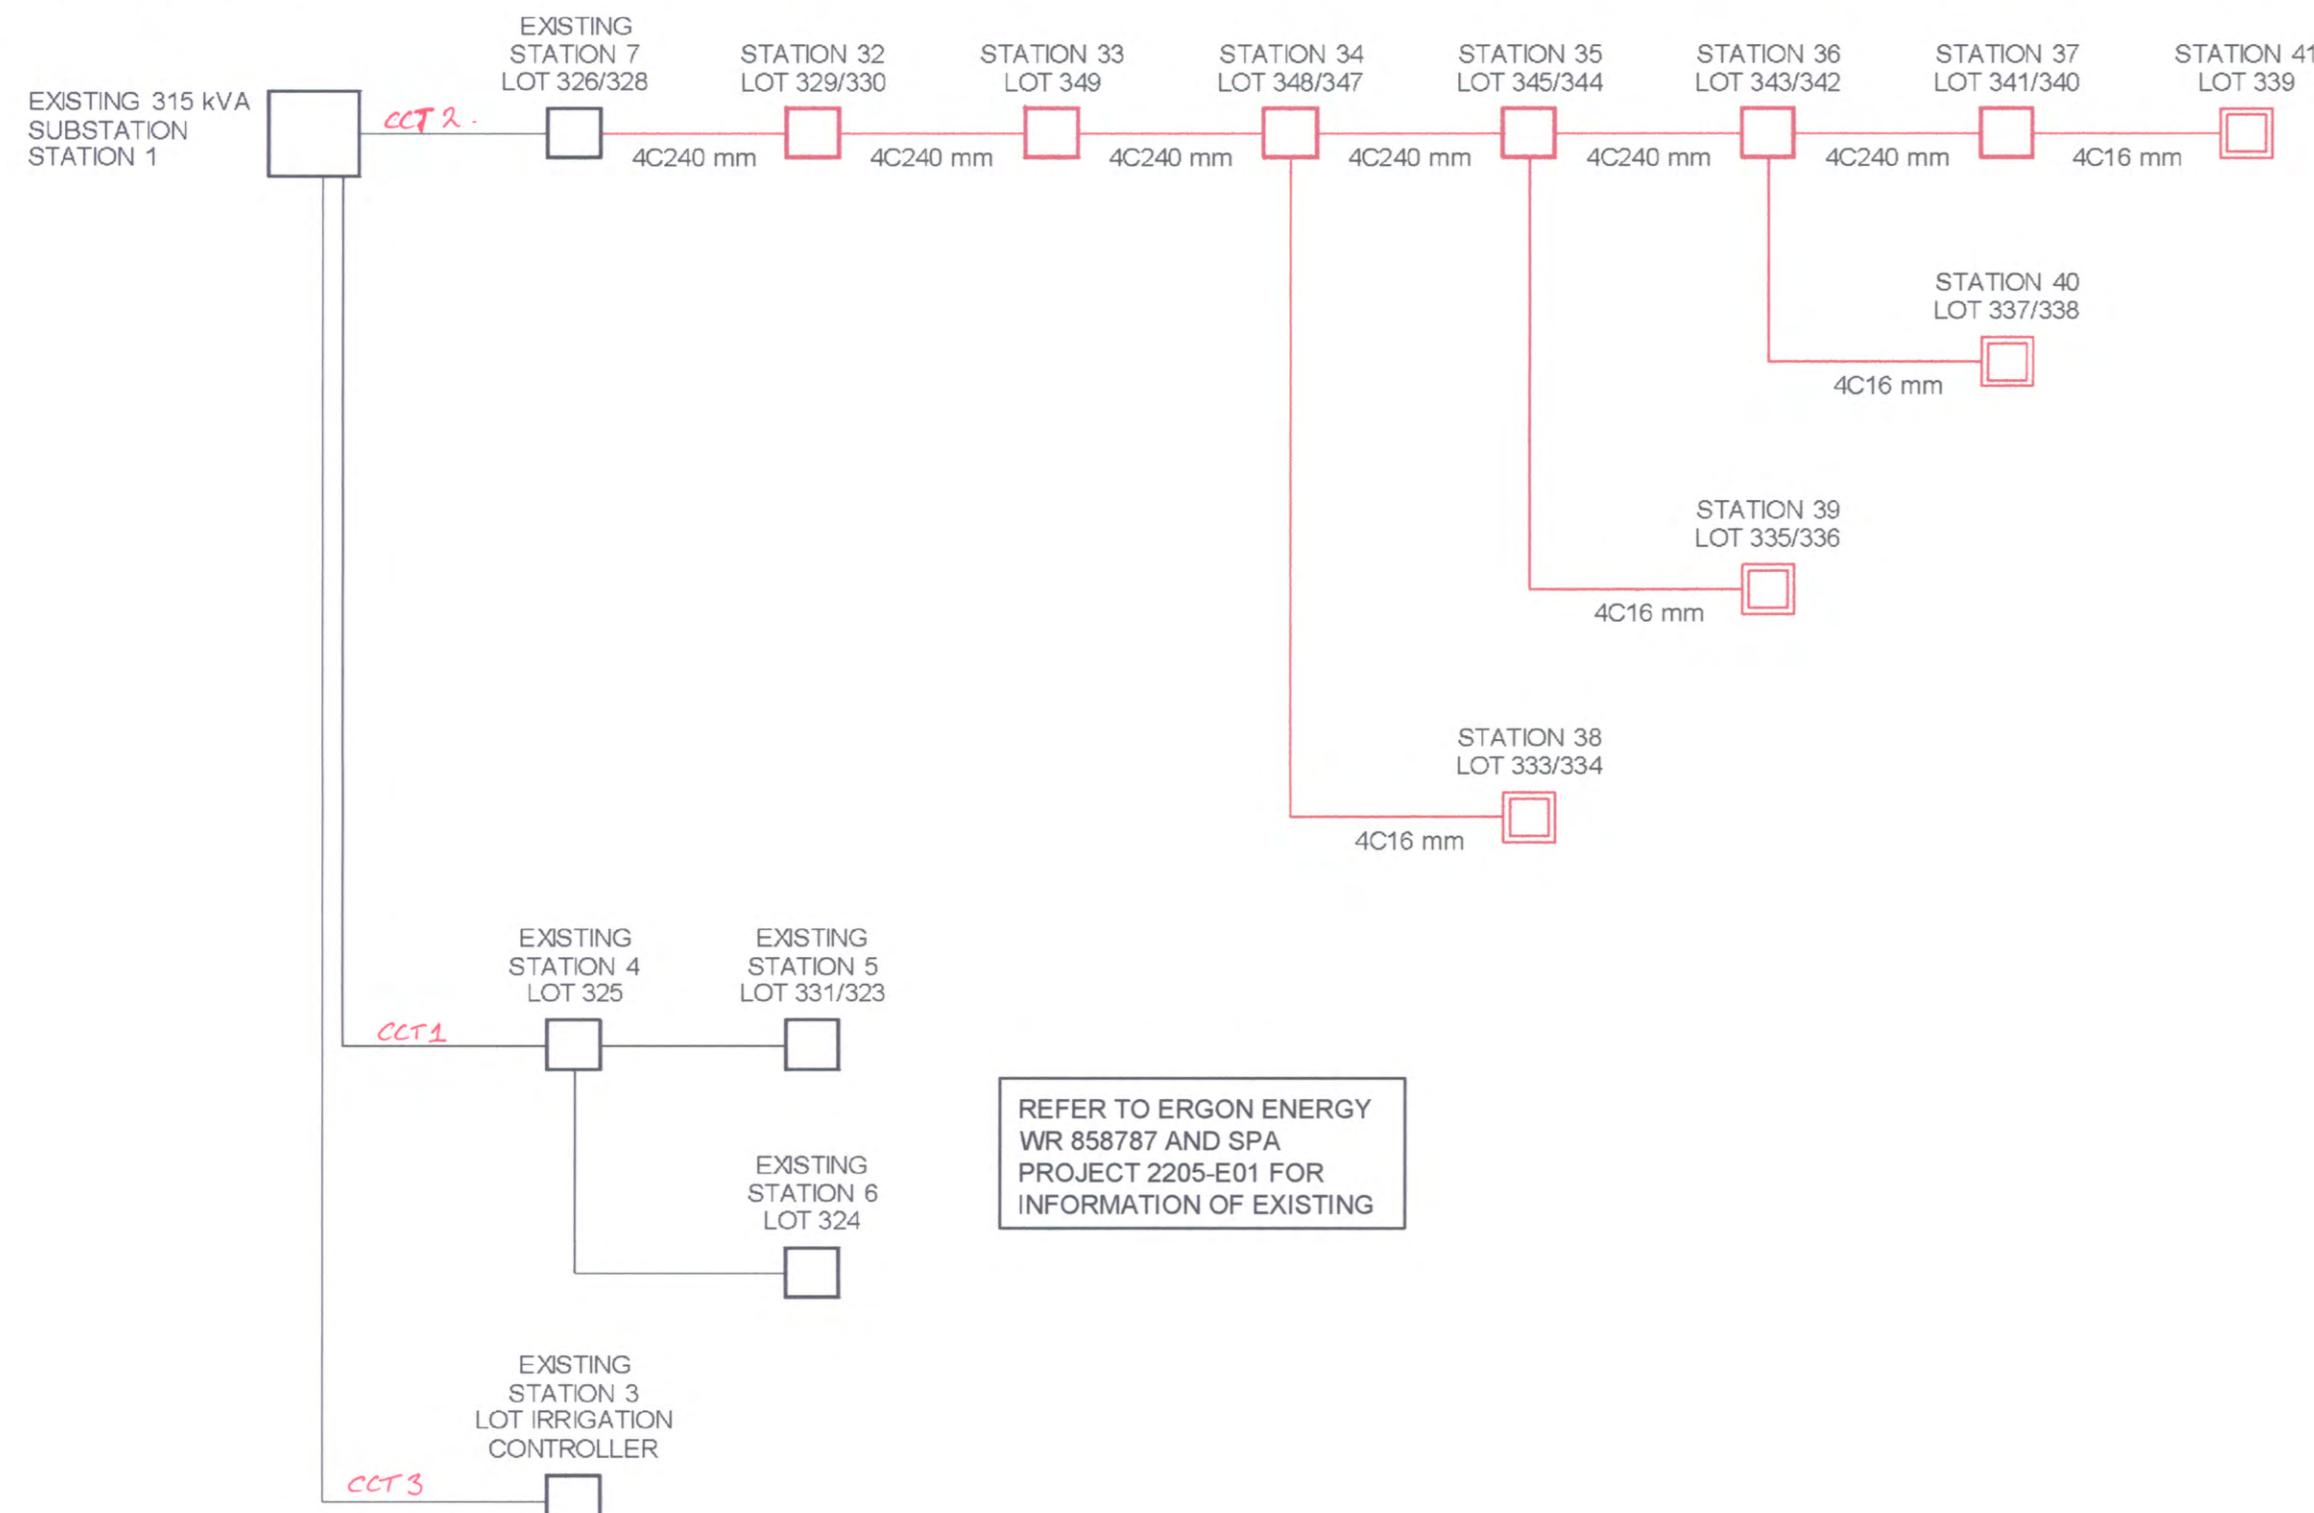 EXISTING
STATION 7
LOT 326/328
STATION 32
LOT 329/330
STATION 33
LOT 349
STATION 34
LOT 348/347
STATION 35
LOT 345/344
STATION 36
LOT 343/342
STATION 37
LOT 341/340
STATION 41
LOT 339
EXISTING 315 kVA
SUBSTATION
STATION 1
CCT 2.
4C240 mm
4C240 mm
4C240 mm
4C240 mm
4C240 mm
4C240 mm
4C16 mm
STATION 40
LOT 337/338
4C16 mm
STATION 39
LOT 335/336
4C16 mm
STATION 38
LOT 333/334
4C16 mm
EXISTING
STATION 4
LOT 325
EXISTING
STATION 5
LOT 331/323
CCT1
REFER TO ERGON ENERGY
WR 858787 AND SPA
PROJECT 2205-E01 FOR
INFORMATION OF EXISTING
EXISTING
STATION 6
LOT 324
EXISTING
STATION 3
LOT IRRIGATION
CONTROLLER
CCT 3